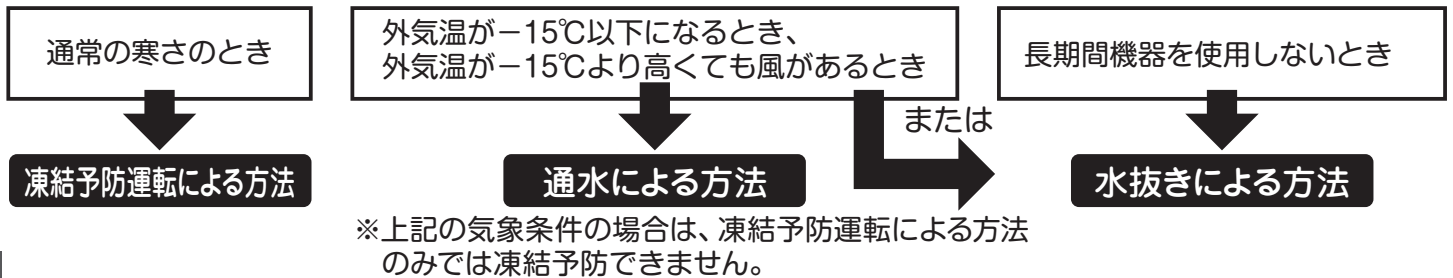 通常の寒さのとき
外気温が－15℃以下になるとき、
外気温が－15℃より高くても風があるとき
長期間機器を使用しないとき
または
凍結予防運転による方法
通水による方法
水抜きによる方法
※上記の気象条件の場合は、凍結予防運転による方法
のみでは凍結予防できません。